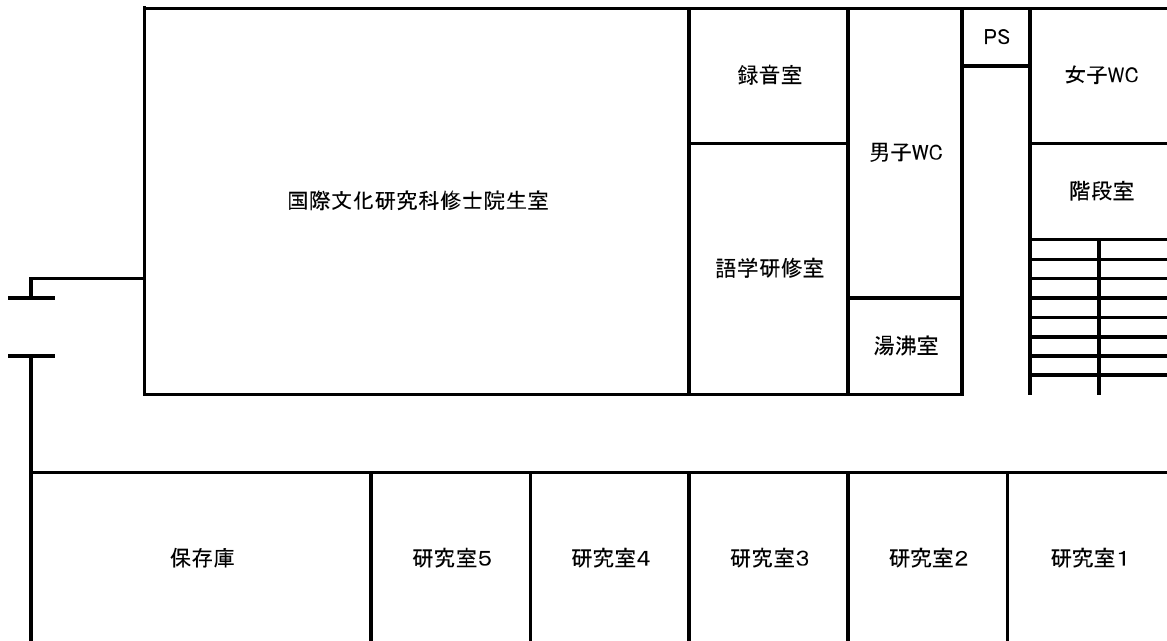 PS
録音室
女子WC
男子WC
国際文化研究科修士院生室
階段室
語学研修室
湯沸室
保存庫
研究室5
研究室4
研究室3
研究室2
研究室1